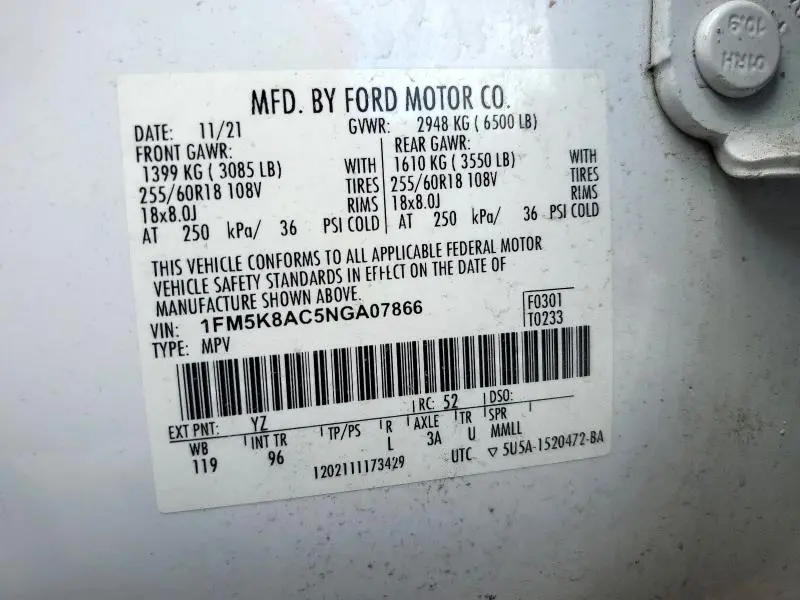 MFD. BY FORD MOTOR CO.
DATE: 11/21 GVWR: 2948 KG ( 6500 LB)
FRONT GAWR: REAR GAWR:
1399 KG ( 3085 LB) WITH 1610 KG ( 3550 LB) WITH
255/60R18 108V TIRES 255/60R18 108V TIRES
18x8.0J RIMS 18x8.0J RIMS
AT 250 kPa/ 36 PSI COLD AT 250 kPa/ 36 PSI COLD
THIS VEHICLE CONFORMS TO ALL APPLICABLE FEDERAL MOTOR
VEHICLE SAFETY STANDARDS IN EFFECT ON THE DATE OF
MANUFACTURE SHOWN ABOVE.
VIN: 1FM5K8AC5NGA07866 F0301
TYPE: MPV T0233
EXT PNT: YZ RC: 52 DSO:
WB INT TR TP/PS R AXLE TR SPR
119 96 L 3A U MMLL
1202111173429 UTC ▽ 5U5A-1520472-BA
01RH
10.9